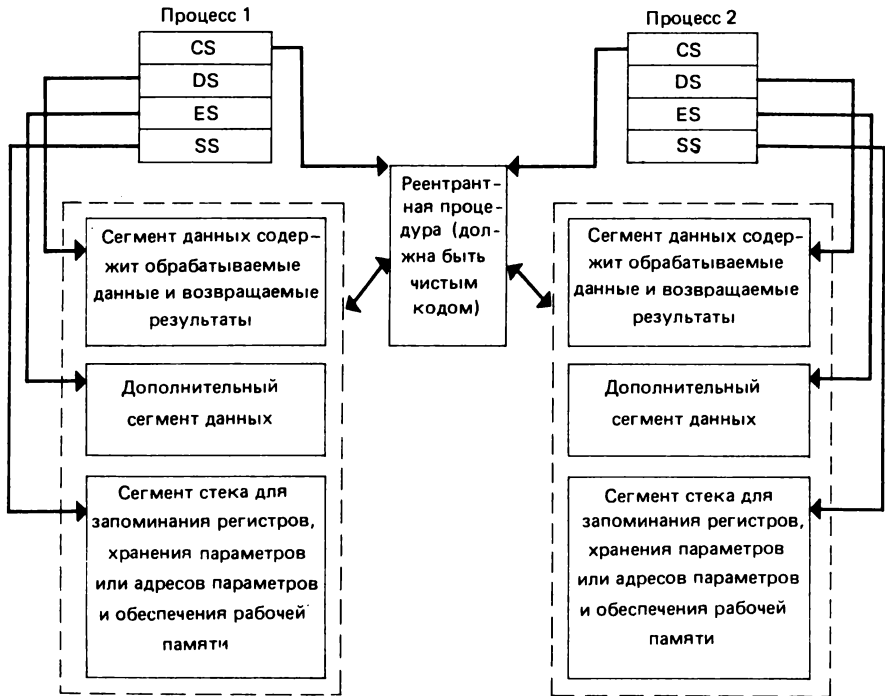 Процесс 1
CS
DS
ES
SS
Процесс 2
CS
DS
ES
SS
Реентрант-
ная проце-
дура (дол-
жна быть
чистым
кодом)
Сегмент данных содер-
жит обрабатываемые
данные и возвращаемые
результаты
Дополнительный
сегмент данных
Сегмент стека для
запоминания регистров,
хранения параметров
или адресов параметров
и обеспечения рабочей
памяти
Сегмент данных содер-
жит обрабатываемые
данные и возвращаемые
результаты
Дополнительный
сегмент данных
Сегмент стека для
запоминания регистров,
хранения параметров
или адресов параметров
и обеспечения рабочей
памяти